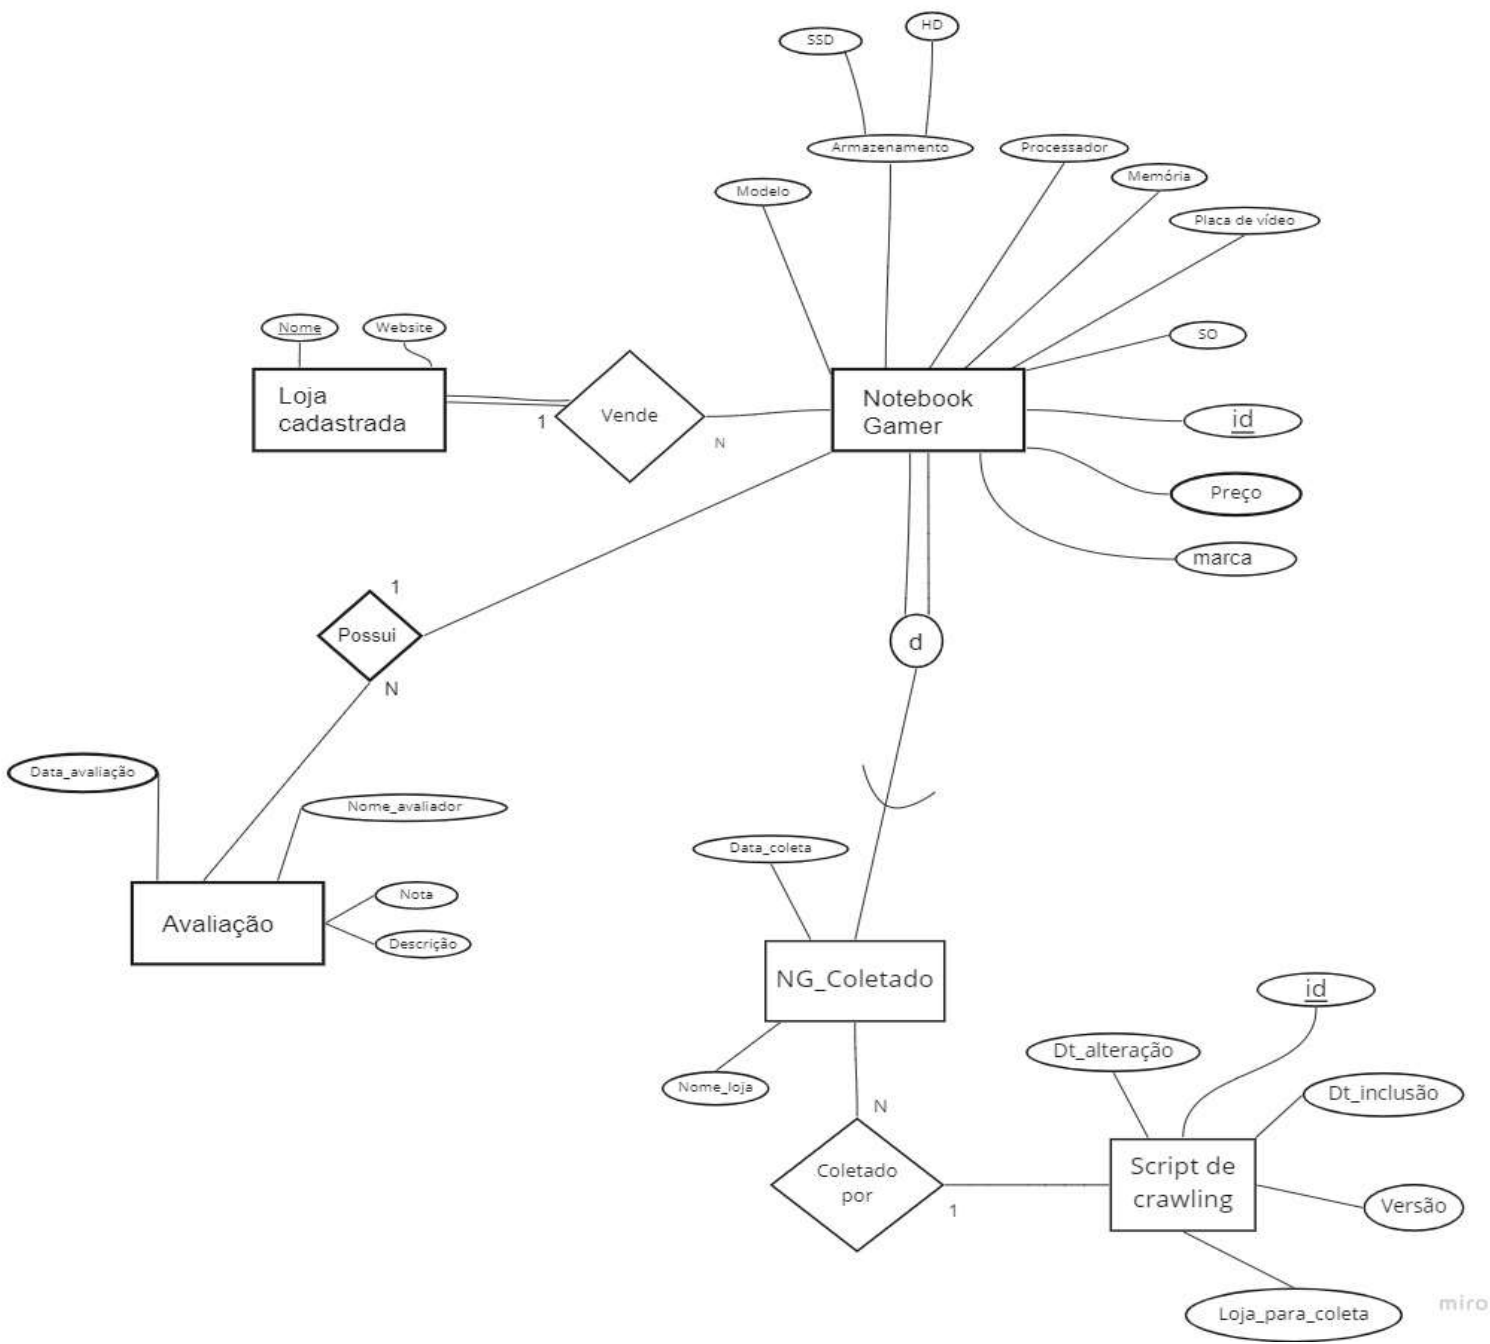 HD
SSD
Armazenamento
Processador
Memória
Modelo
Placa de vídeo
Nome
Website
SO
Loja
cadastrada
1
Vende
N
Notebook
Gamer
id
Preço
marca
1
Possui
N
d
Data_avaliação
Nome_avaliador
Avaliação
Nota
Descrição
Data_coleta
NG_Coletado
Nome_loja
N
Coletado
por
1
id
Dt_alteração
Dt_inclusão
Script de
crawling
Versão
Loja_para_coleta
miro